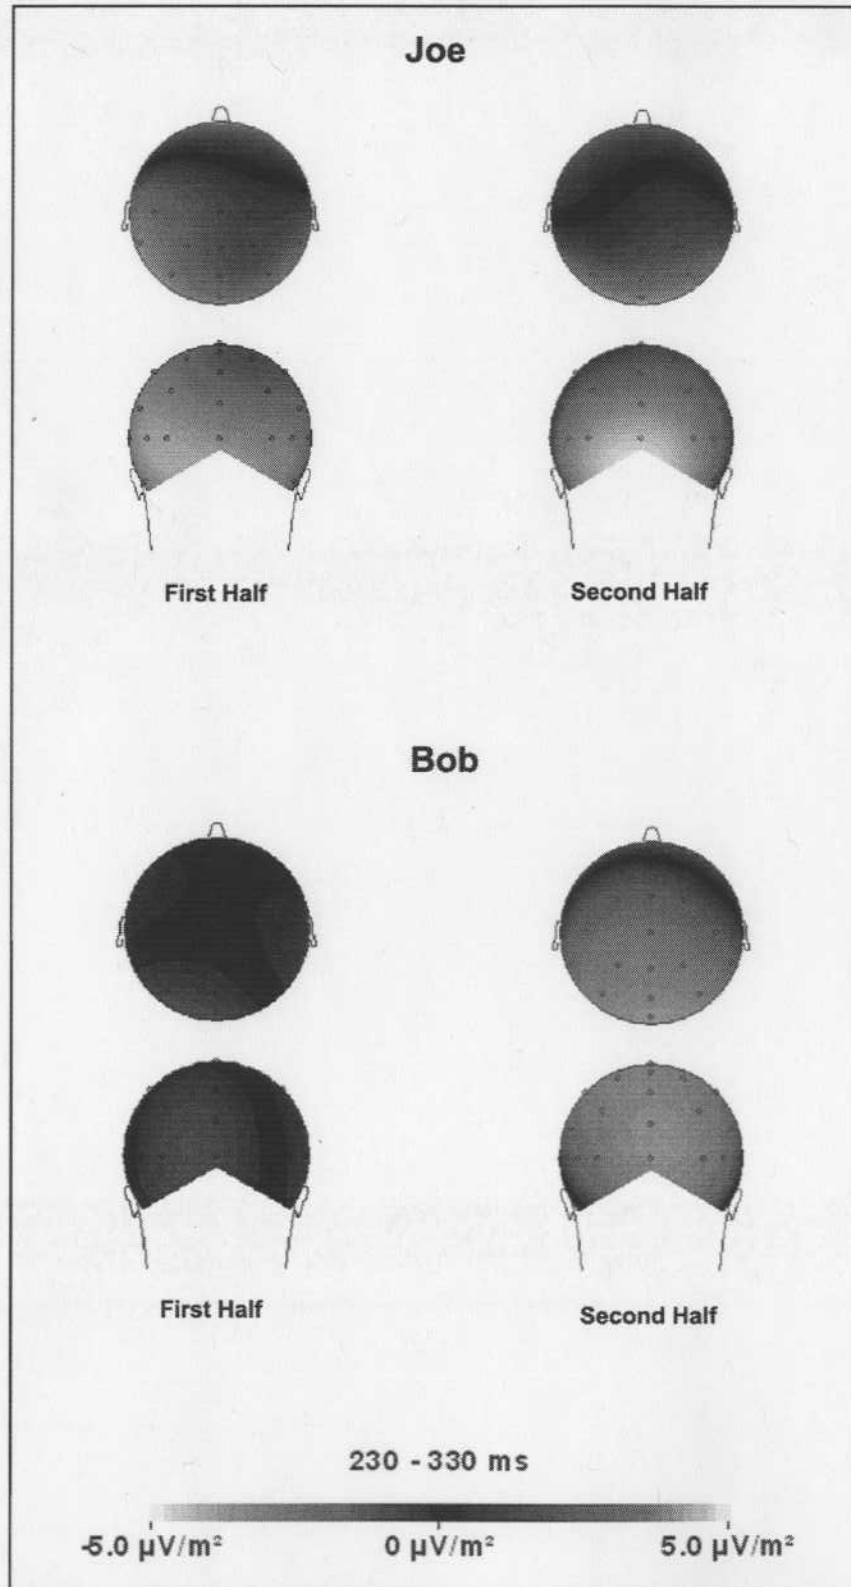 Joe
First Half Second Half
Bob
First Half Second Half
230 - 330 ms
-5.0 µV/m² 0 µV/m² 5.0 µV/m²